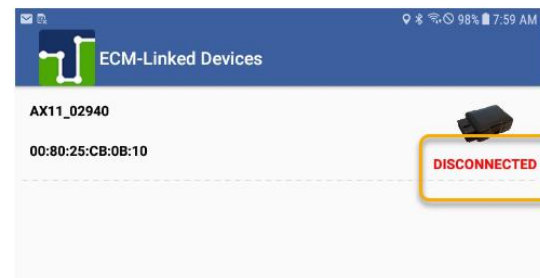 98% 7:59 AM
ECM-Linked Devices
AX11_02940
00:80:25:CB:0B:10
DISCONNECTED